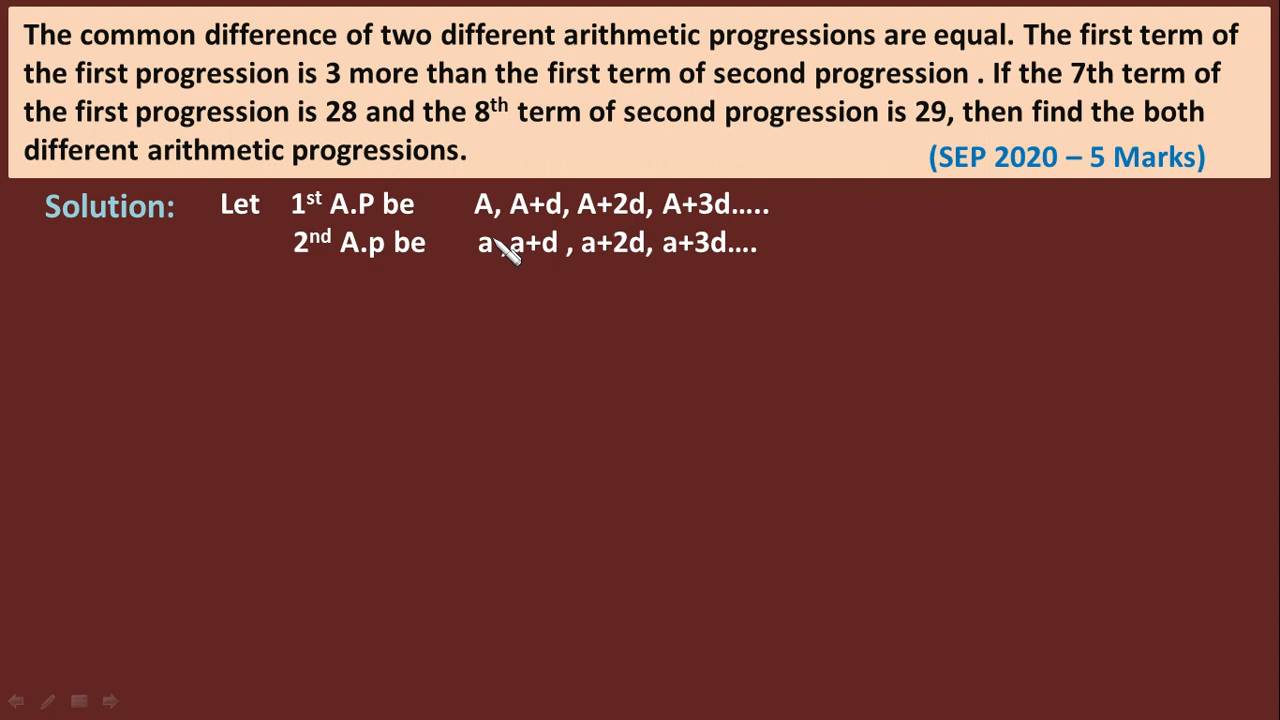 The common difference of two different arithmetic progressions are equal. The first term of
the first progression is 3 more than the first term of second progression . If the 7th term of
the first progression is 28 and the 8th term of second progression is 29, then find the both
different arithmetic progressions.
(SEP 2020 – 5 Marks)
Solution: Let 1st A.P be A, A+d, A+2d, A+3d…..
2nd A.p be a , a+d , a+2d, a+3d….